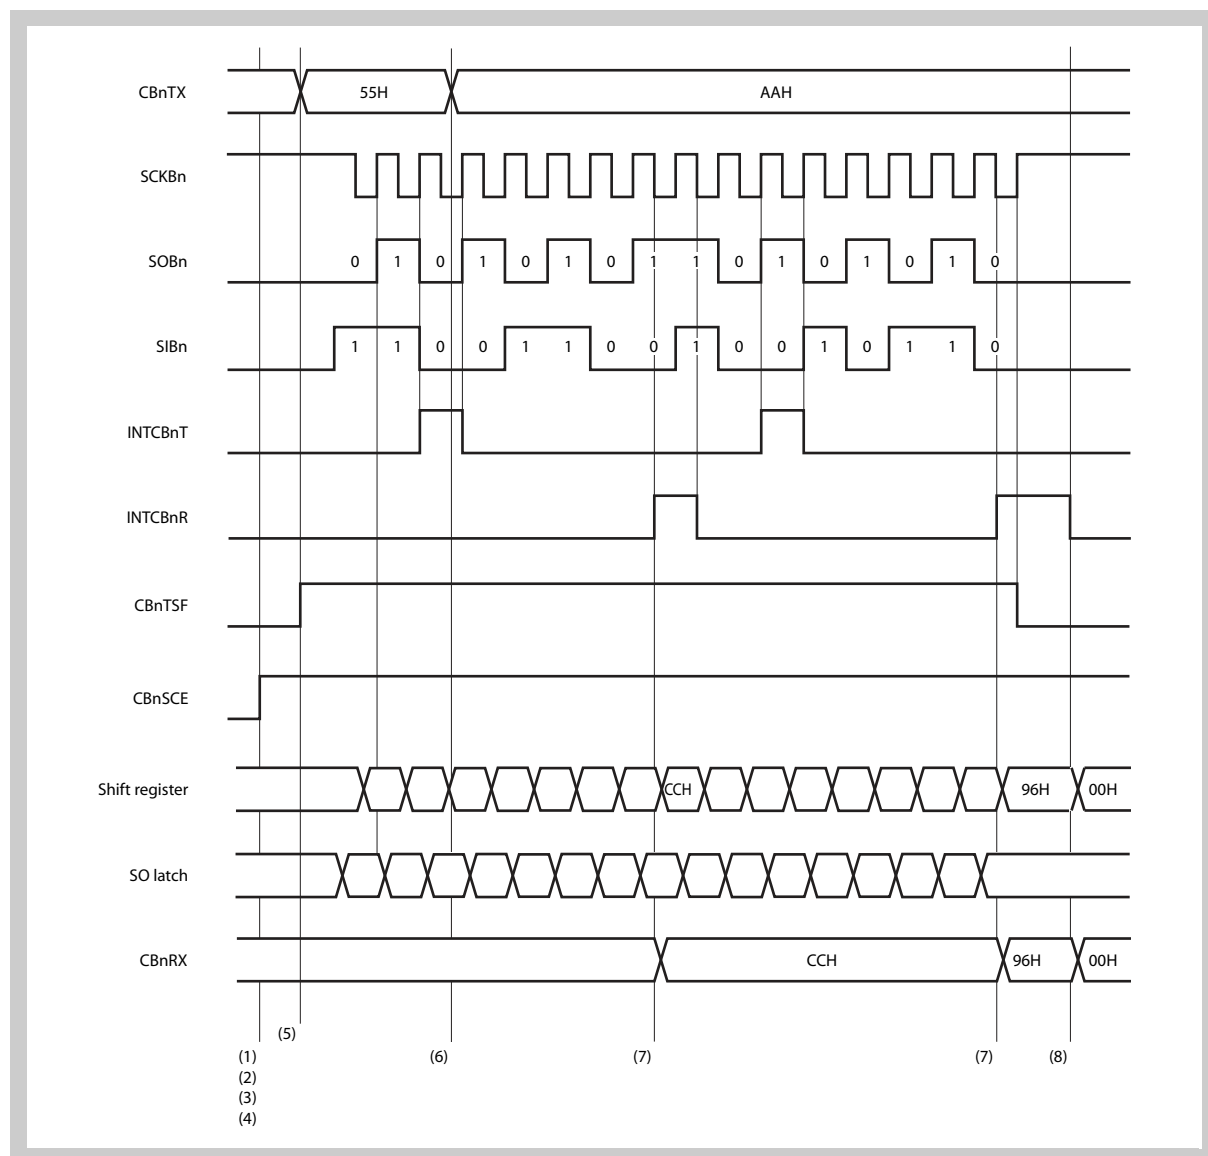 CBnTX 55H AAH
SCKBn
SOBn 0 1 0 1 0 1 0 1 1 0 1 0 1 0 1 0
SIBn 1 1 0 0 1 1 0 0 1 0 0 1 0 1 1 0
INTCBnT
INTCBnR
CBnTSF
CBnSCE
Shift register CCH 96H 00H
SO latch
CBnRX CCH 96H 00H
(5)
(1) (6) (7) (7) (8)
(2)
(3)
(4)